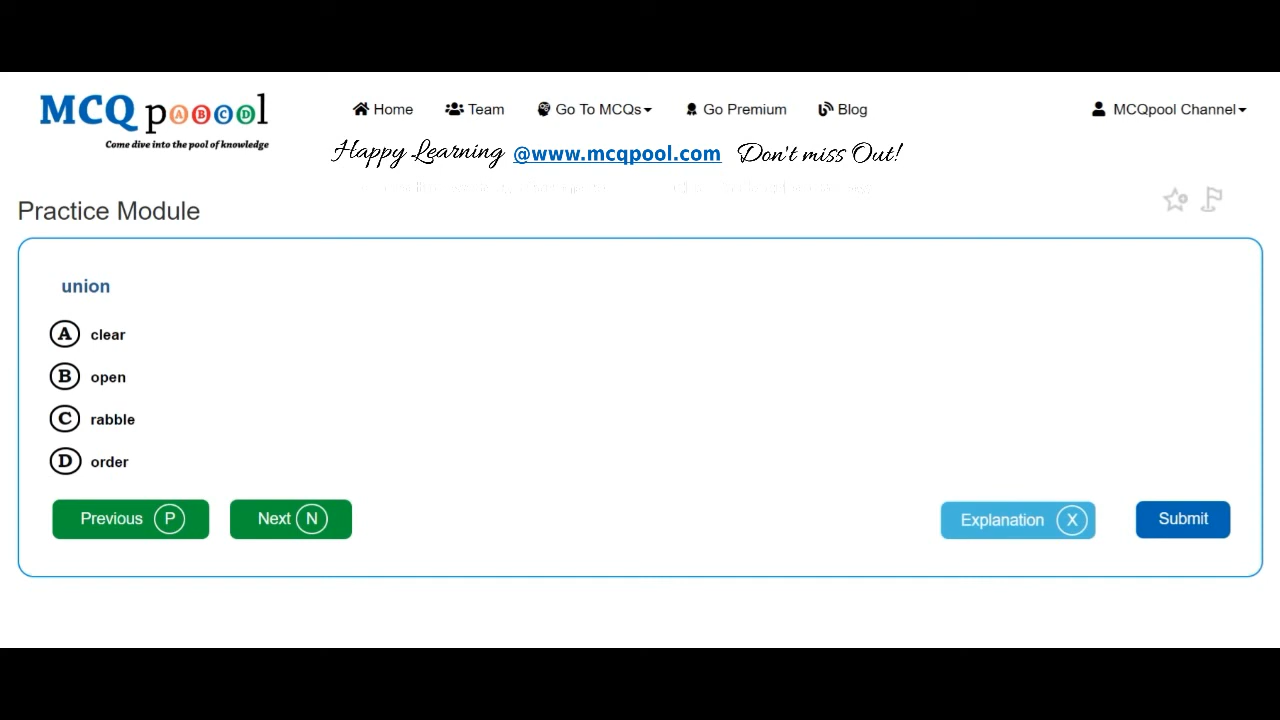 MCQ pooool
Come dive into the pool of knowledge
Home Team Go To MCQs Go Premium Blog MCQpool Channel
Happy Learning @www.mcqpool.com Don't miss Out!
Practice Module
union
A clear
B open
C rabble
D order
Previous P Next N Explanation X Submit